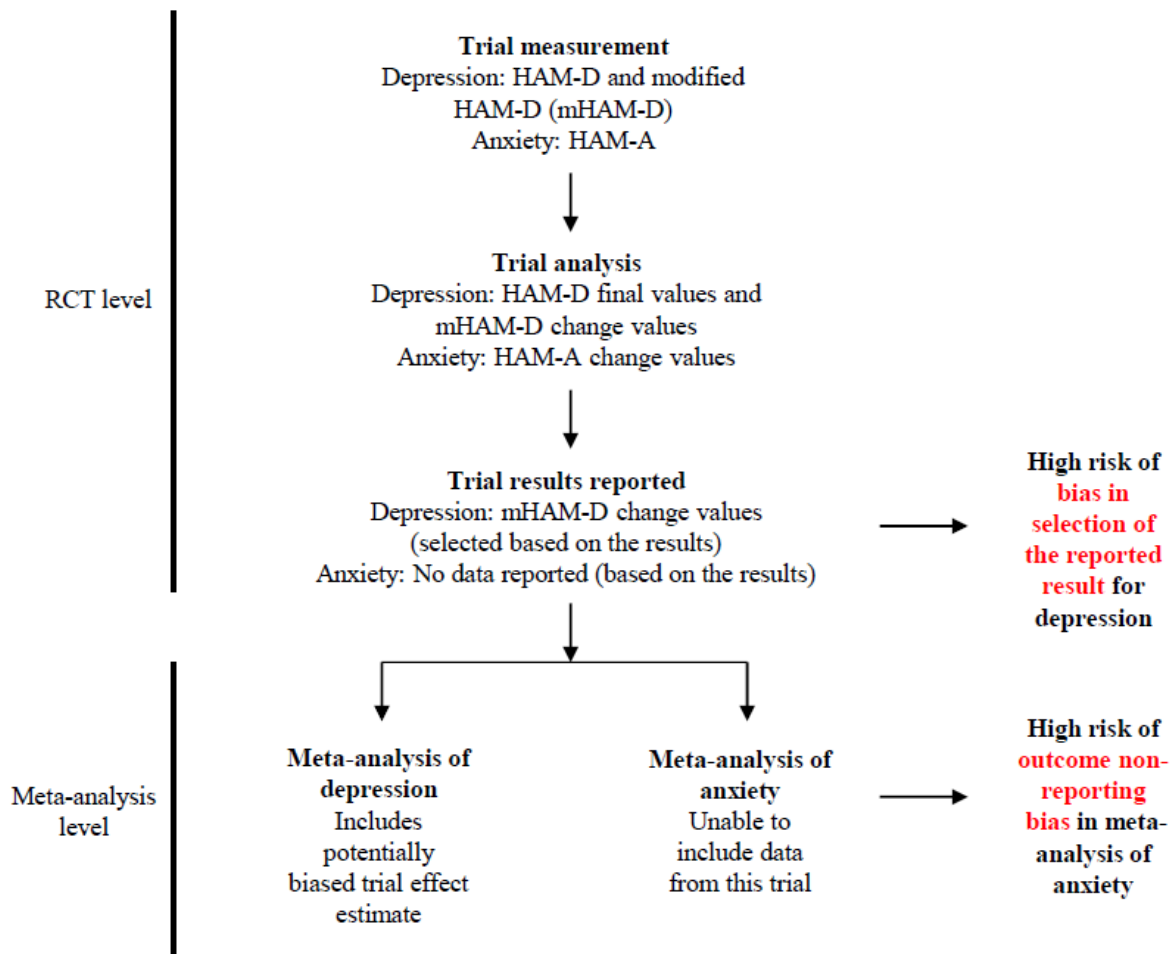 Trial measurement
Depression: HAM-D and modified
HAM-D (mHAM-D)
Anxiety: HAM-A
Trial analysis
Depression: HAM-D final values and
mHAM-D change values
Anxiety: HAM-A change values
RCT level
Trial results reported
Depression: mHAM-D change values
(selected based on the results)
Anxiety: No data reported (based on the results)
High risk of
bias in
selection of
the reported
result for
depression
Meta-analysis
level
Meta-analysis of
depression
Includes
potentially
biased trial effect
estimate
Meta-analysis of
anxiety
Unable to
include data
from this trial
High risk of
outcome non-
reporting
bias in meta-
analysis of
anxiety